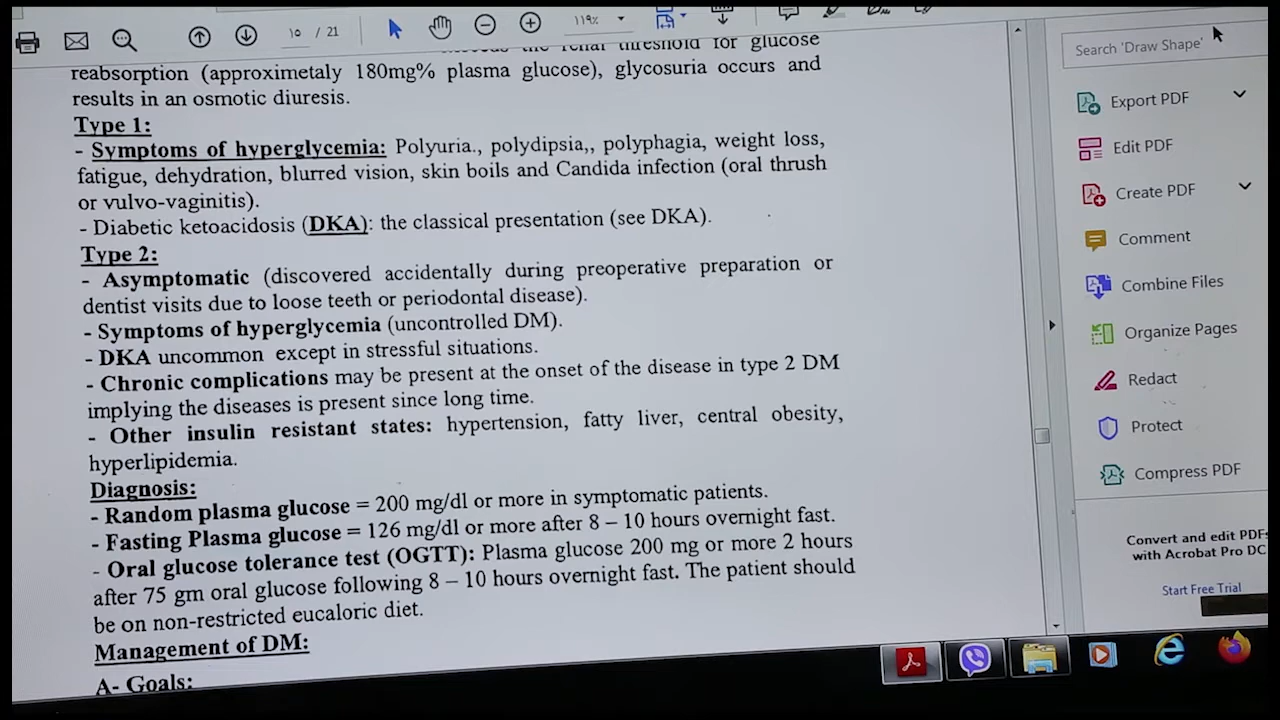 ١٥ / 21
١١٩٪
the renal threshold for glucose
reabsorption (approximetaly 180mg% plasma glucose), glycosuria occurs and
results in an osmotic diuresis.
Type 1:
- Symptoms of hyperglycemia: Polyuria., polydipsia,, polyphagia, weight loss,
fatigue, dehydration, blurred vision, skin boils and Candida infection (oral thrush
or vulvo-vaginitis).
- Diabetic ketoacidosis (DKA): the classical presentation (see DKA).
Type 2:
- Asymptomatic (discovered accidentally during preoperative preparation or
dentist visits due to loose teeth or periodontal disease).
- Symptoms of hyperglycemia (uncontrolled DM).
- DKA uncommon except in stressful situations.
- Chronic complications may be present at the onset of the disease in type 2 DM
implying the diseases is present since long time.
- Other insulin resistant states: hypertension, fatty liver, central obesity,
hyperlipidemia.
Diagnosis:
- Random plasma glucose = 200 mg/dl or more in symptomatic patients.
- Fasting Plasma glucose = 126 mg/dl or more after 8 – 10 hours overnight fast.
- Oral glucose tolerance test (OGTT): Plasma glucose 200 mg or more 2 hours
after 75 gm oral glucose following 8 – 10 hours overnight fast. The patient should
be on non-restricted eucaloric diet.
Management of DM:
A- Goals:
Search 'Draw Shape'
Export PDF
Edit PDF
Create PDF
Comment
Combine Files
Organize Pages
Redact
Protect
Compress PDF
Convert and edit PDFs
with Acrobat Pro DC
Start Free Trial